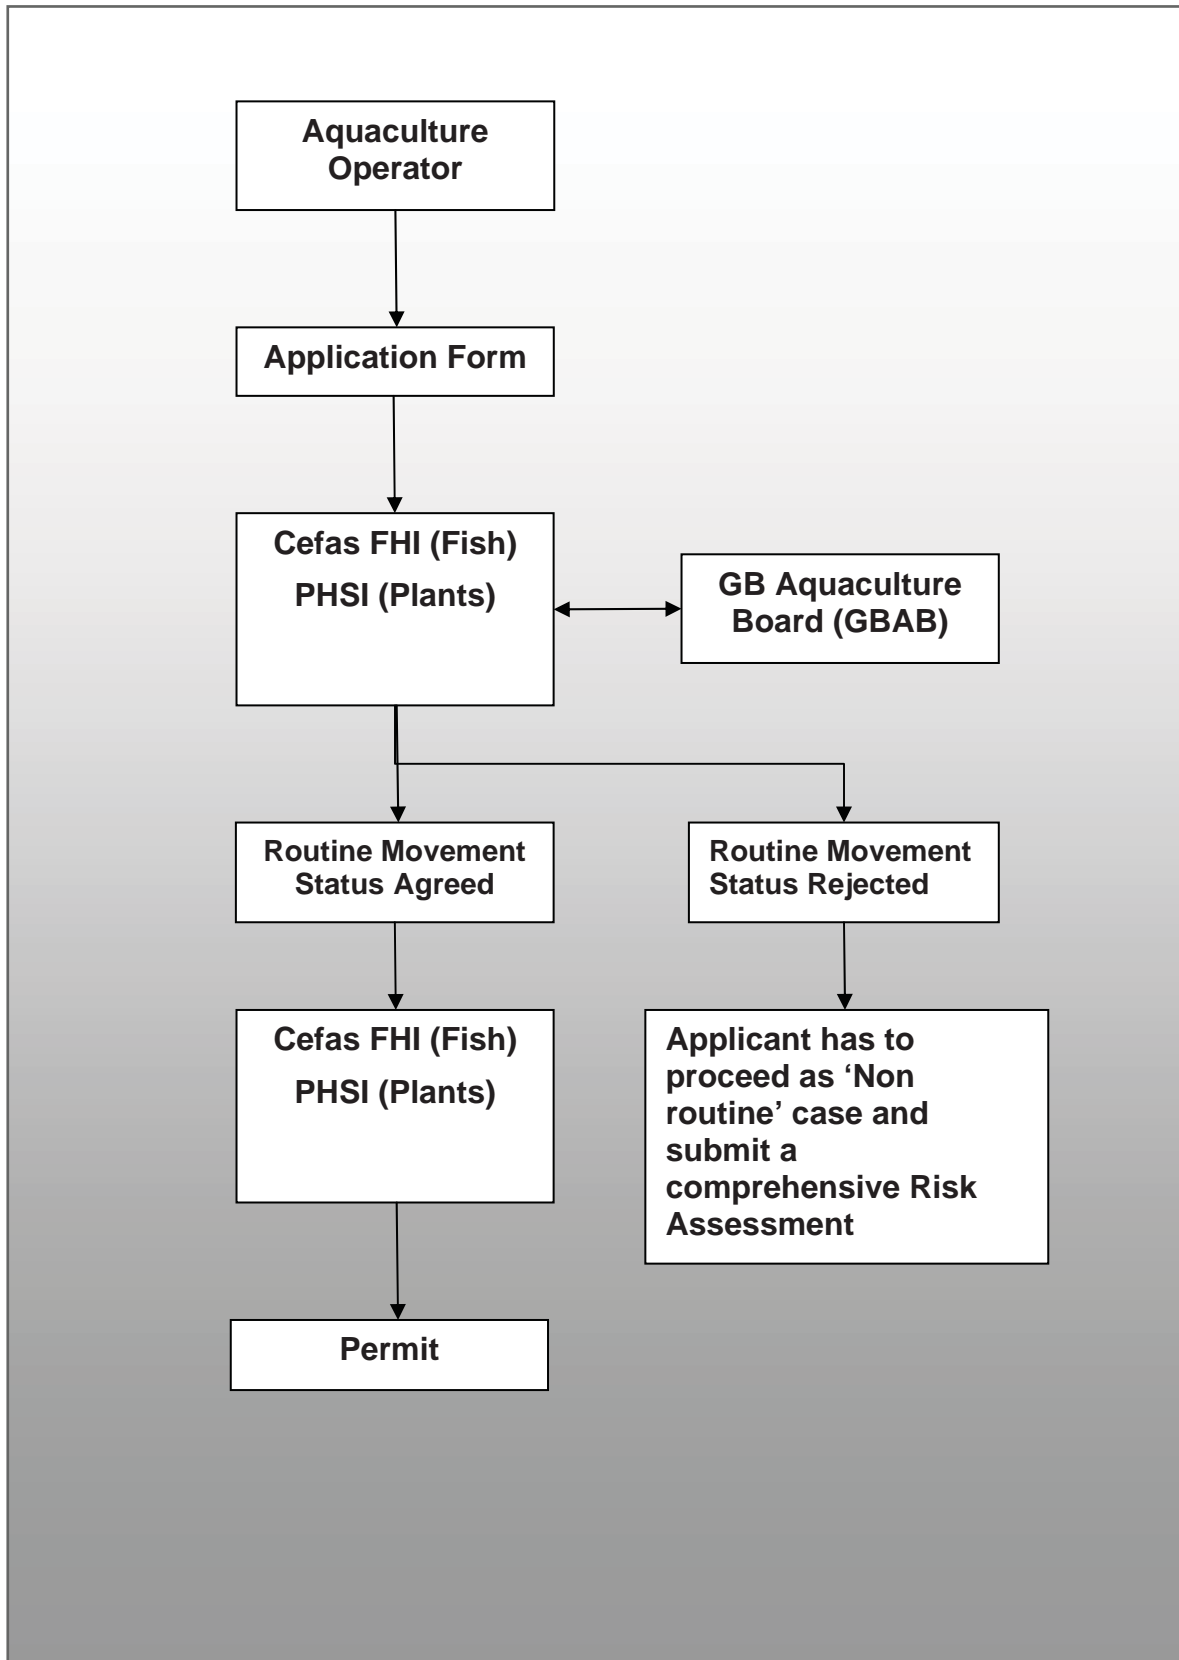 Aquaculture
Operator
Application Form
Cefas FHI (Fish)
PHSI (Plants)
GB Aquaculture
Board (GBAB)
Routine Movement
Status Agreed
Routine Movement
Status Rejected
Cefas FHI (Fish)
PHSI (Plants)
Applicant has to
proceed as ‘Non
routine’ case and
submit a
comprehensive Risk
Assessment
Permit